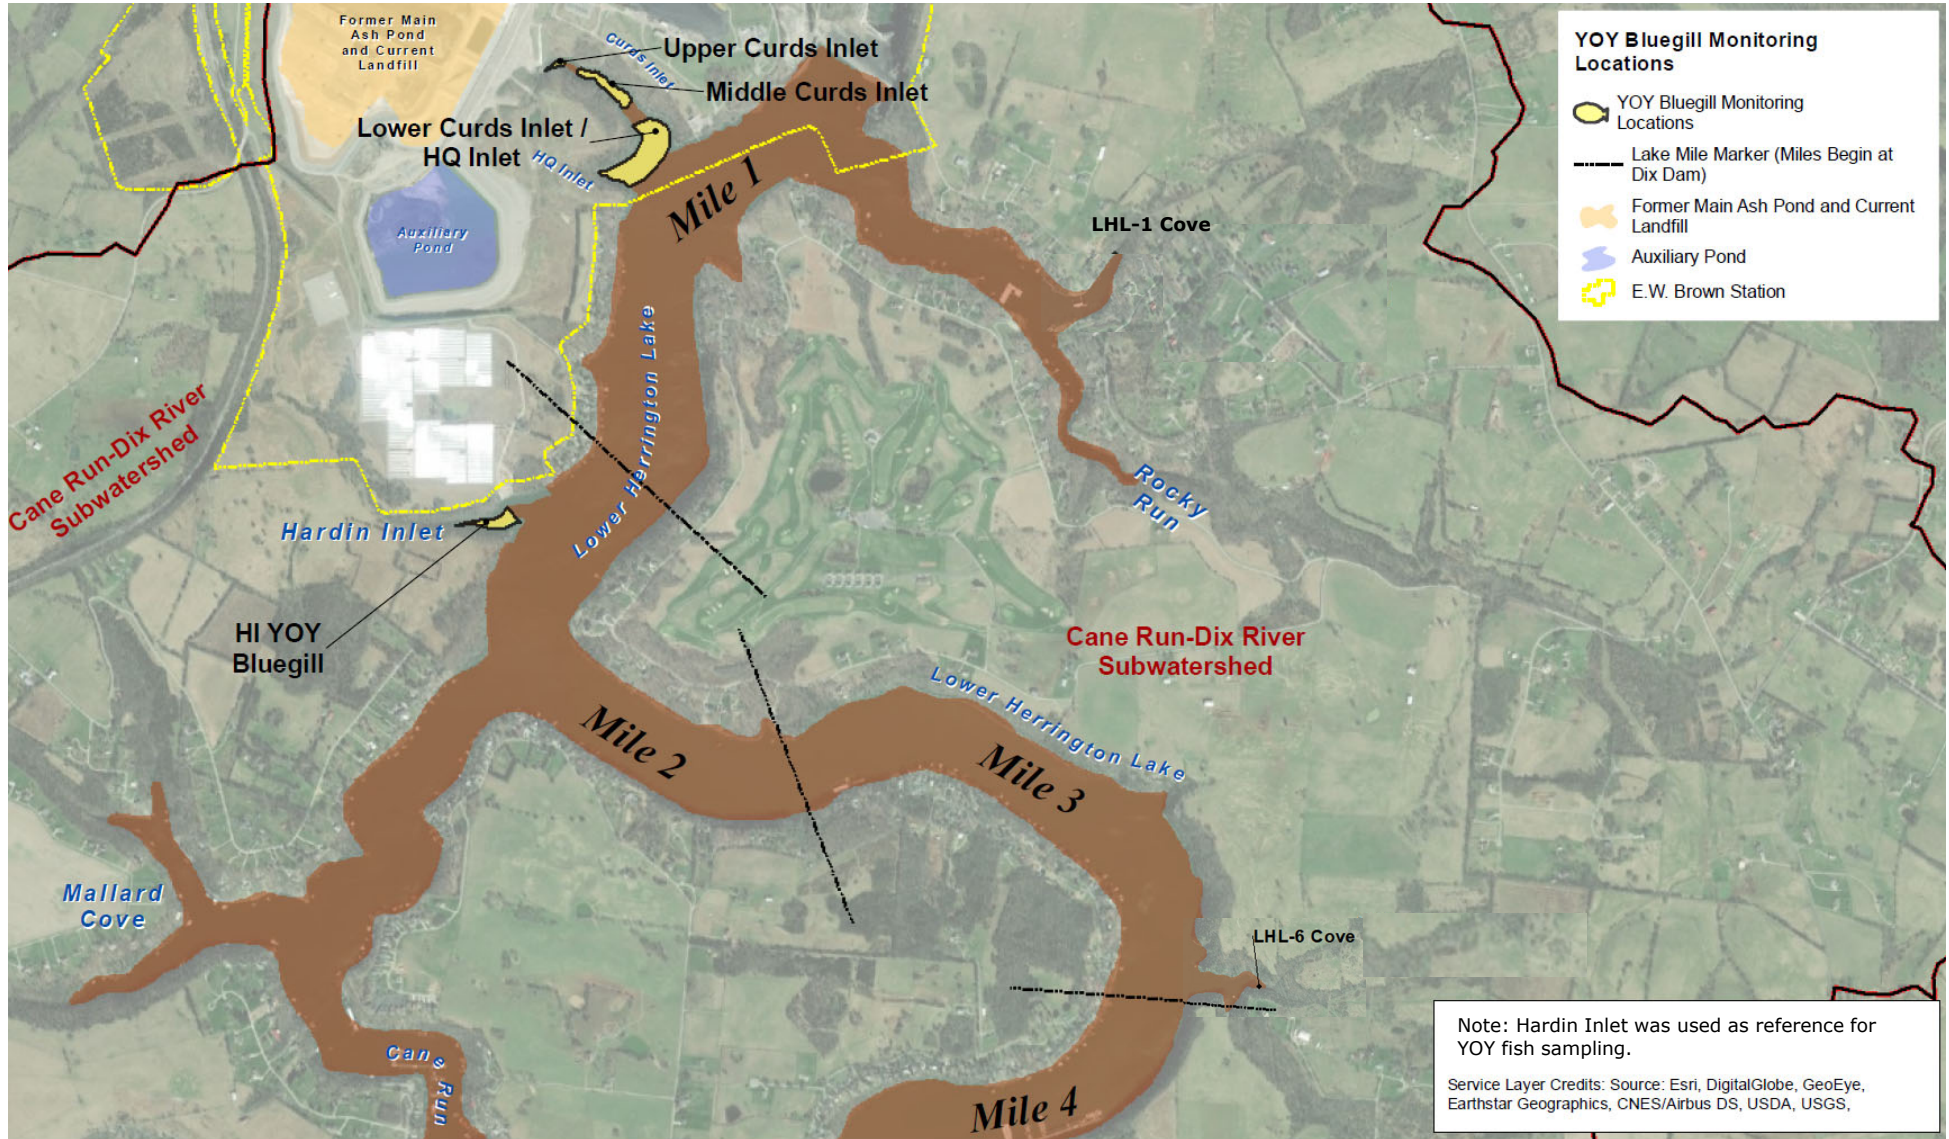 Former Main
Ash Pond
and Current
Landfill
Curds Inlet
Upper Curds Inlet
Middle Curds Inlet
Lower Curds Inlet /
HQ Inlet
HQ Inlet
Mile 1
Auxiliary
Pond
LHL-1 Cove
Lower Herrington Lake
Cane Run-Dix River
Subwatershed
Hardin Inlet
Rocky
Run
HI YOY
Bluegill
Cane Run-Dix River
Subwatershed
Lower Herrington Lake
Mile 2
Mile 3
Mallard
Cove
LHL-6 Cove
Cane Run
Mile 4
YOY Bluegill Monitoring
Locations
YOY Bluegill Monitoring
Locations
Lake Mile Marker (Miles Begin at
Dix Dam)
Former Main Ash Pond and Current
Landfill
Auxiliary Pond
E.W. Brown Station
Note: Hardin Inlet was used as reference for
YOY fish sampling.
Service Layer Credits: Source: Esri, DigitalGlobe, GeoEye,
Earthstar Geographics, CNES/Airbus DS, USDA, USGS,